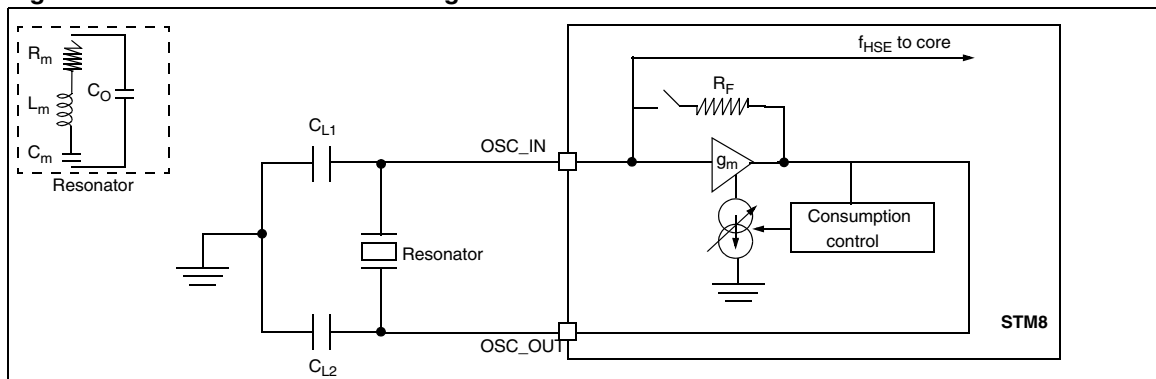 R_m
L_m
C_m
C_O
Resonator
C_L1
C_L2
Resonator
OSC_IN
OSC_OUT
f_HSE to core
R_F
g_m
Consumption
control
STM8